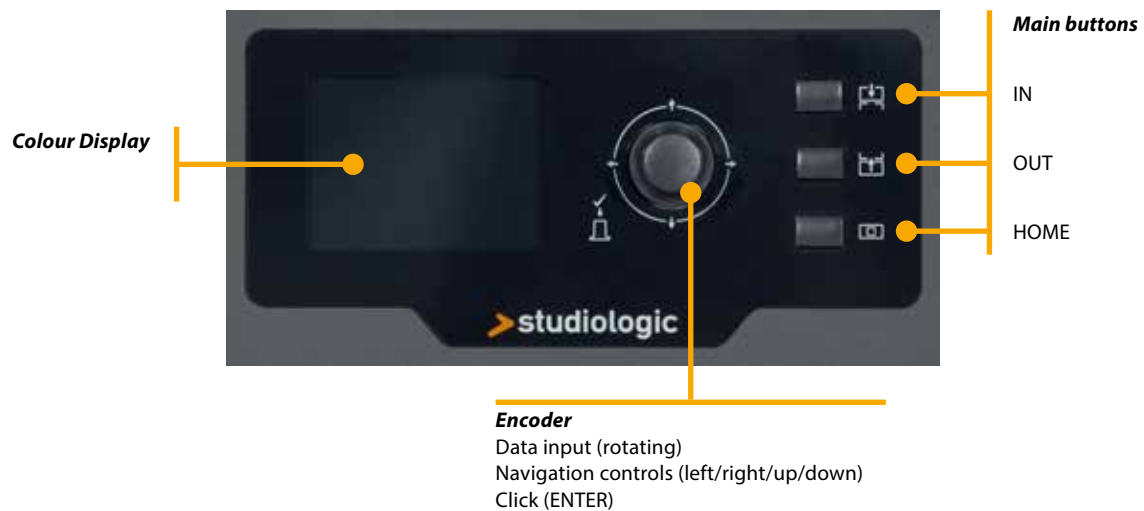 Main buttons
IN
Colour Display
OUT
HOME
studiologic
Encoder
Data input (rotating)
Navigation controls (left/right/up/down)
Click (ENTER)